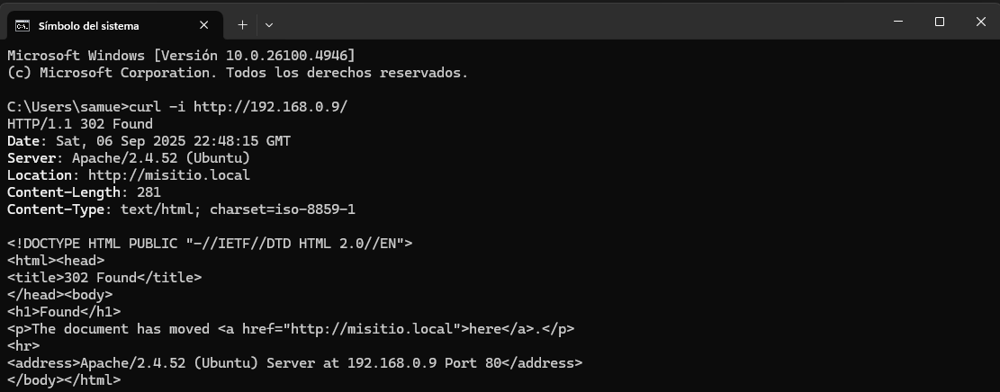 Símbolo del sistema
Microsoft Windows [Versión 10.0.26100.4946]
(c) Microsoft Corporation. Todos los derechos reservados.
C:\Users\samue>curl -i http://192.168.0.9/
HTTP/1.1 302 Found
Date: Sat, 06 Sep 2025 22:48:15 GMT
Server: Apache/2.4.52 (Ubuntu)
Location: http://misitio.local
Content-Length: 281
Content-Type: text/html; charset=iso-8859-1
<!DOCTYPE HTML PUBLIC "-//IETF//DTD HTML 2.0//EN">
<html><head>
<title>302 Found</title>
</head><body>
<h1>Found</h1>
<p>The document has moved <a href="http://misitio.local">here</a>.</p>
<hr>
<address>Apache/2.4.52 (Ubuntu) Server at 192.168.0.9 Port 80</address>
</body></html>